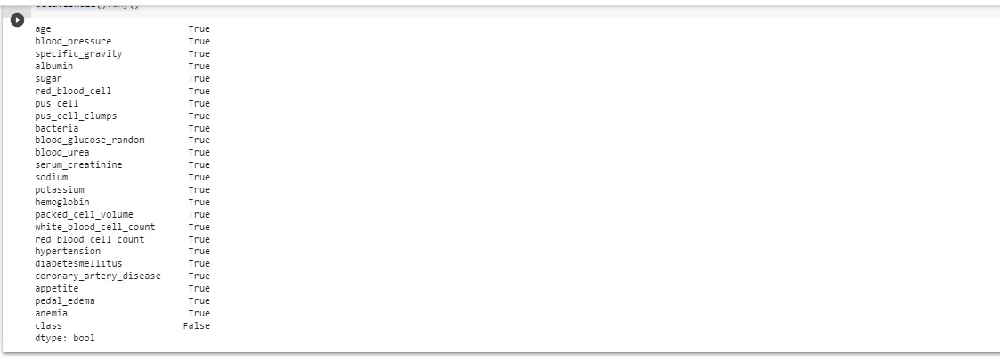 age True
blood_pressure True
specific_gravity True
albumin True
sugar True
red_blood_cell True
pus_cell True
pus_cell_clumps True
bacteria True
blood_glucose_random True
blood_urea True
serum_creatinine True
sodium True
potassium True
hemoglobin True
packed_cell_volume True
white_blood_cell_count True
red_blood_cell_count True
hypertension True
diabetesmellitus True
coronary_artery_disease True
appetite True
pedal_edema True
anemia True
class False
dtype: bool